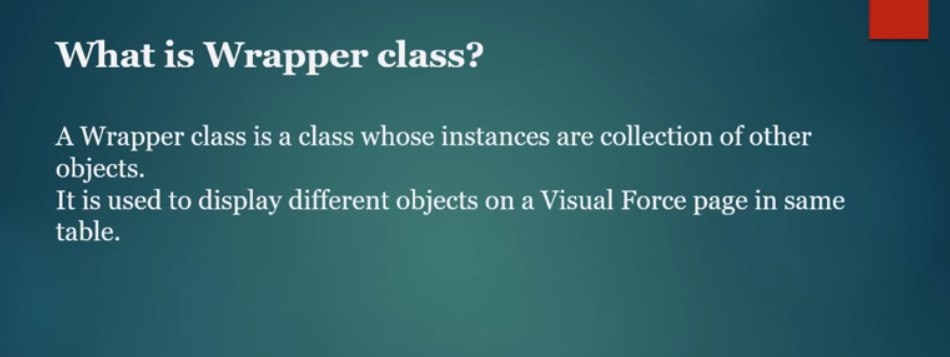 What is Wrapper class?
A Wrapper class is a class whose instances are collection of other
objects.
It is used to display different objects on a Visual Force page in same
table.